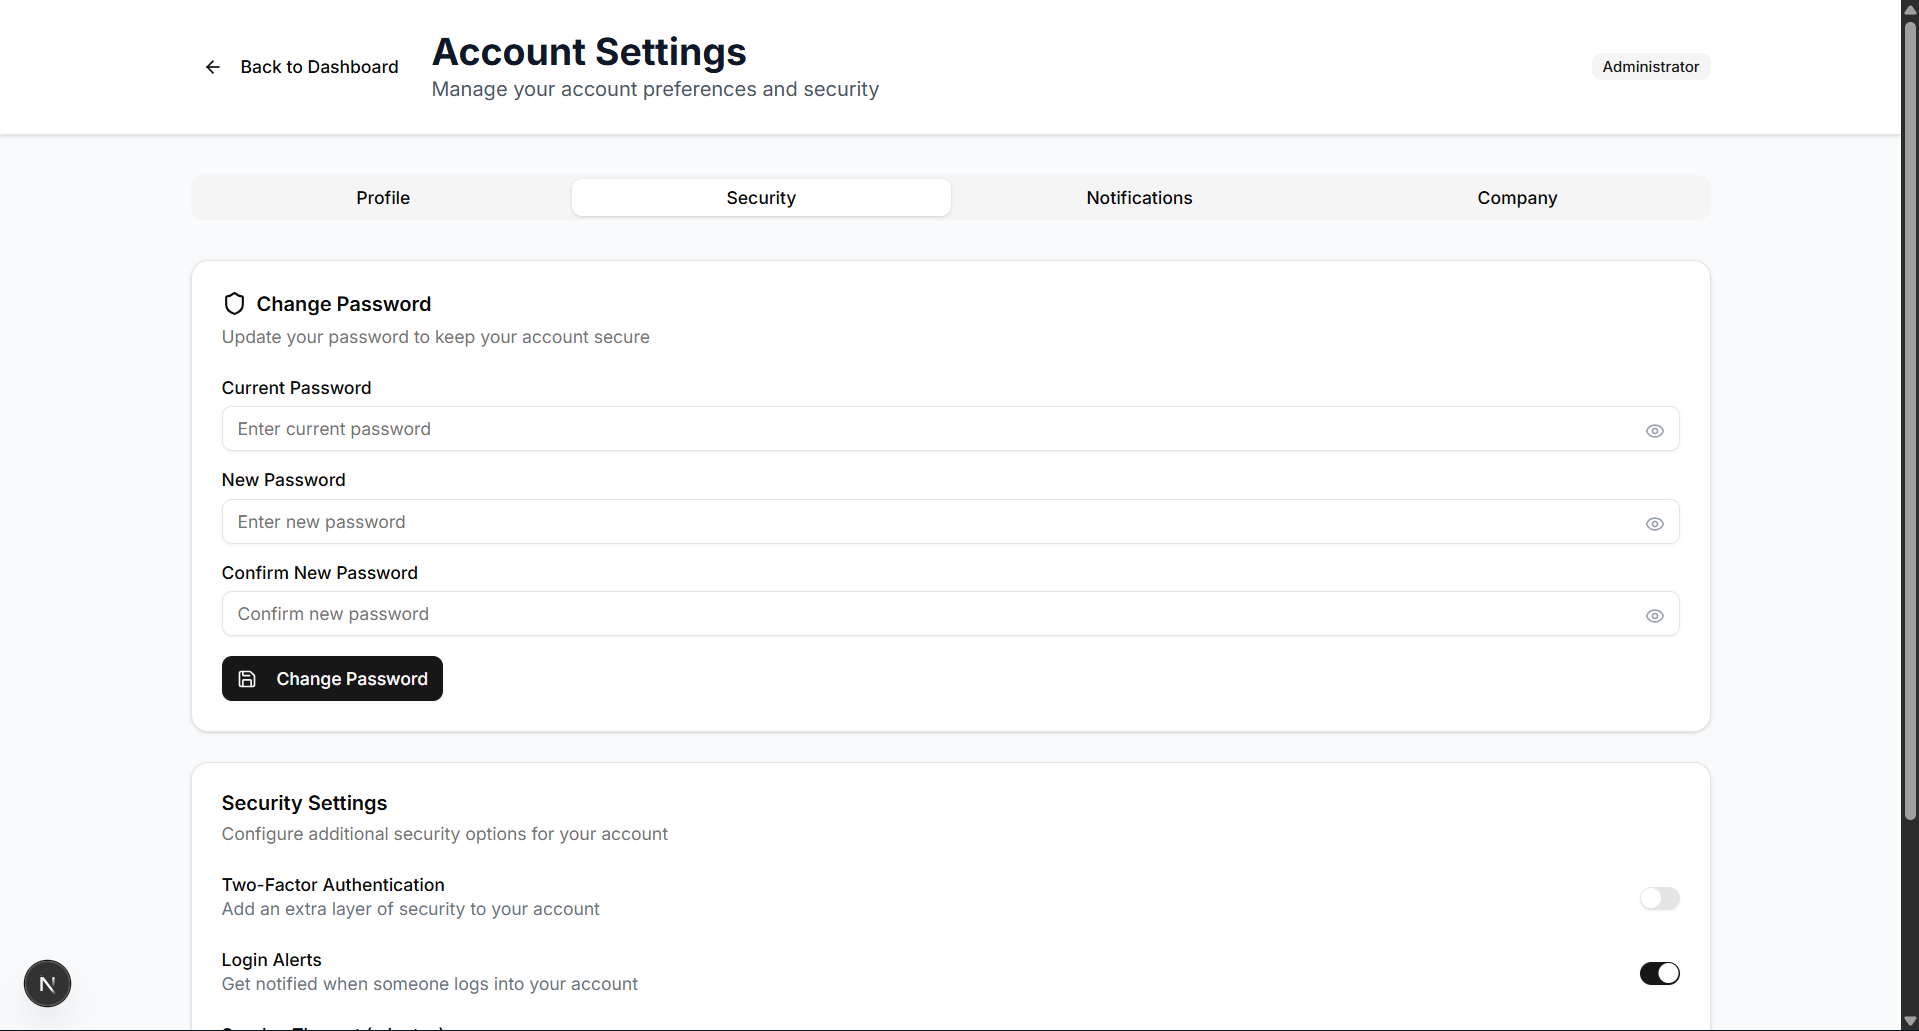 Back to Dashboard
Account Settings
Manage your account preferences and security
Administrator
Profile
Security
Notifications
Company
Change Password
Update your password to keep your account secure
Current Password
Enter current password
New Password
Enter new password
Confirm New Password
Confirm new password
Change Password
Security Settings
Configure additional security options for your account
Two-Factor Authentication
Add an extra layer of security to your account
Login Alerts
Get notified when someone logs into your account
N